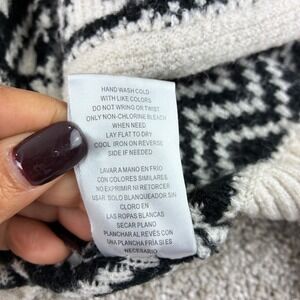 HAND WASH COLD
WITH LIKE COLORS
DO NOT WRING OR TWIST
ONLY NON-CHLORINE BLEACH
WHEN NEED
LAY FLAT TO DRY
COOL IRON ON REVERSE
SIDE IF NEEDED
LAVAR A MANO EN FRIO
CON COLORES SIMILARES
NO EXPRIMIR NI RETORCER
USAR SOLO BLANQUEADOR SIN
CLORO EN
LAS ROPAS BLANCAS
SECAR PLANO
PLANCHAR AL REVÉS CON
UNA PLANCHA FRIA SI ES
NECESARIO